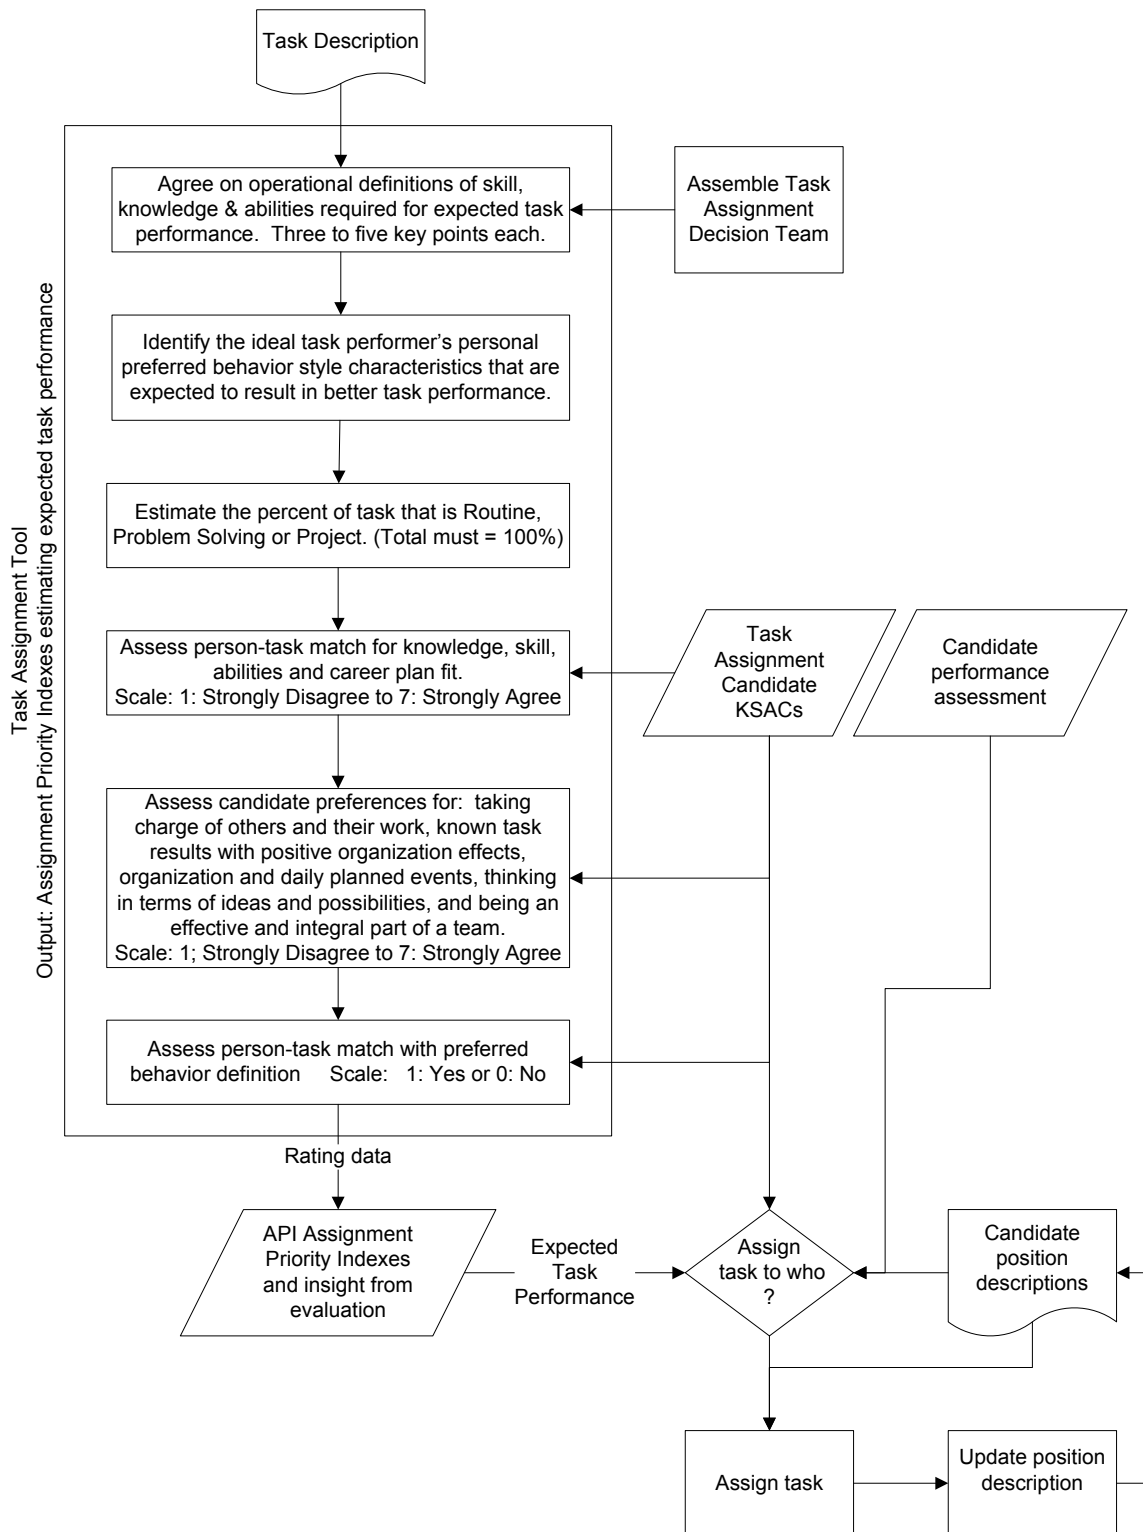 Task Description
Agree on operational definitions of skill,
knowledge & abilities required for expected task
performance.  Three to five key points each.
Assemble Task
Assignment
Decision Team
Identify the ideal task performer’s personal
preferred behavior style characteristics that are
expected to result in better task performance.
Task Assignment Tool
Output: Assignment Priority Indexes estimating expected task performance
Estimate the percent of task that is Routine,
Problem Solving or Project. (Total must = 100%)
Assess person-task match for knowledge, skill,
abilities and career plan fit.
Scale: 1: Strongly Disagree to 7: Strongly Agree
Task
Assignment
Candidate
KSACs
Candidate
performance
assessment
Assess candidate preferences for:  taking
charge of others and their work, known task
results with positive organization effects,
organization and daily planned events, thinking
in terms of ideas and possibilities, and being an
effective and integral part of a team.
Scale: 1; Strongly Disagree to 7: Strongly Agree
Assess person-task match with preferred
behavior definition     Scale:   1: Yes or 0: No
Rating data
API Assignment
Priority Indexes
and insight from
evaluation
Expected
Task
Performance
Assign
task to who
?
Candidate
position
descriptions
Assign task
Update position
description